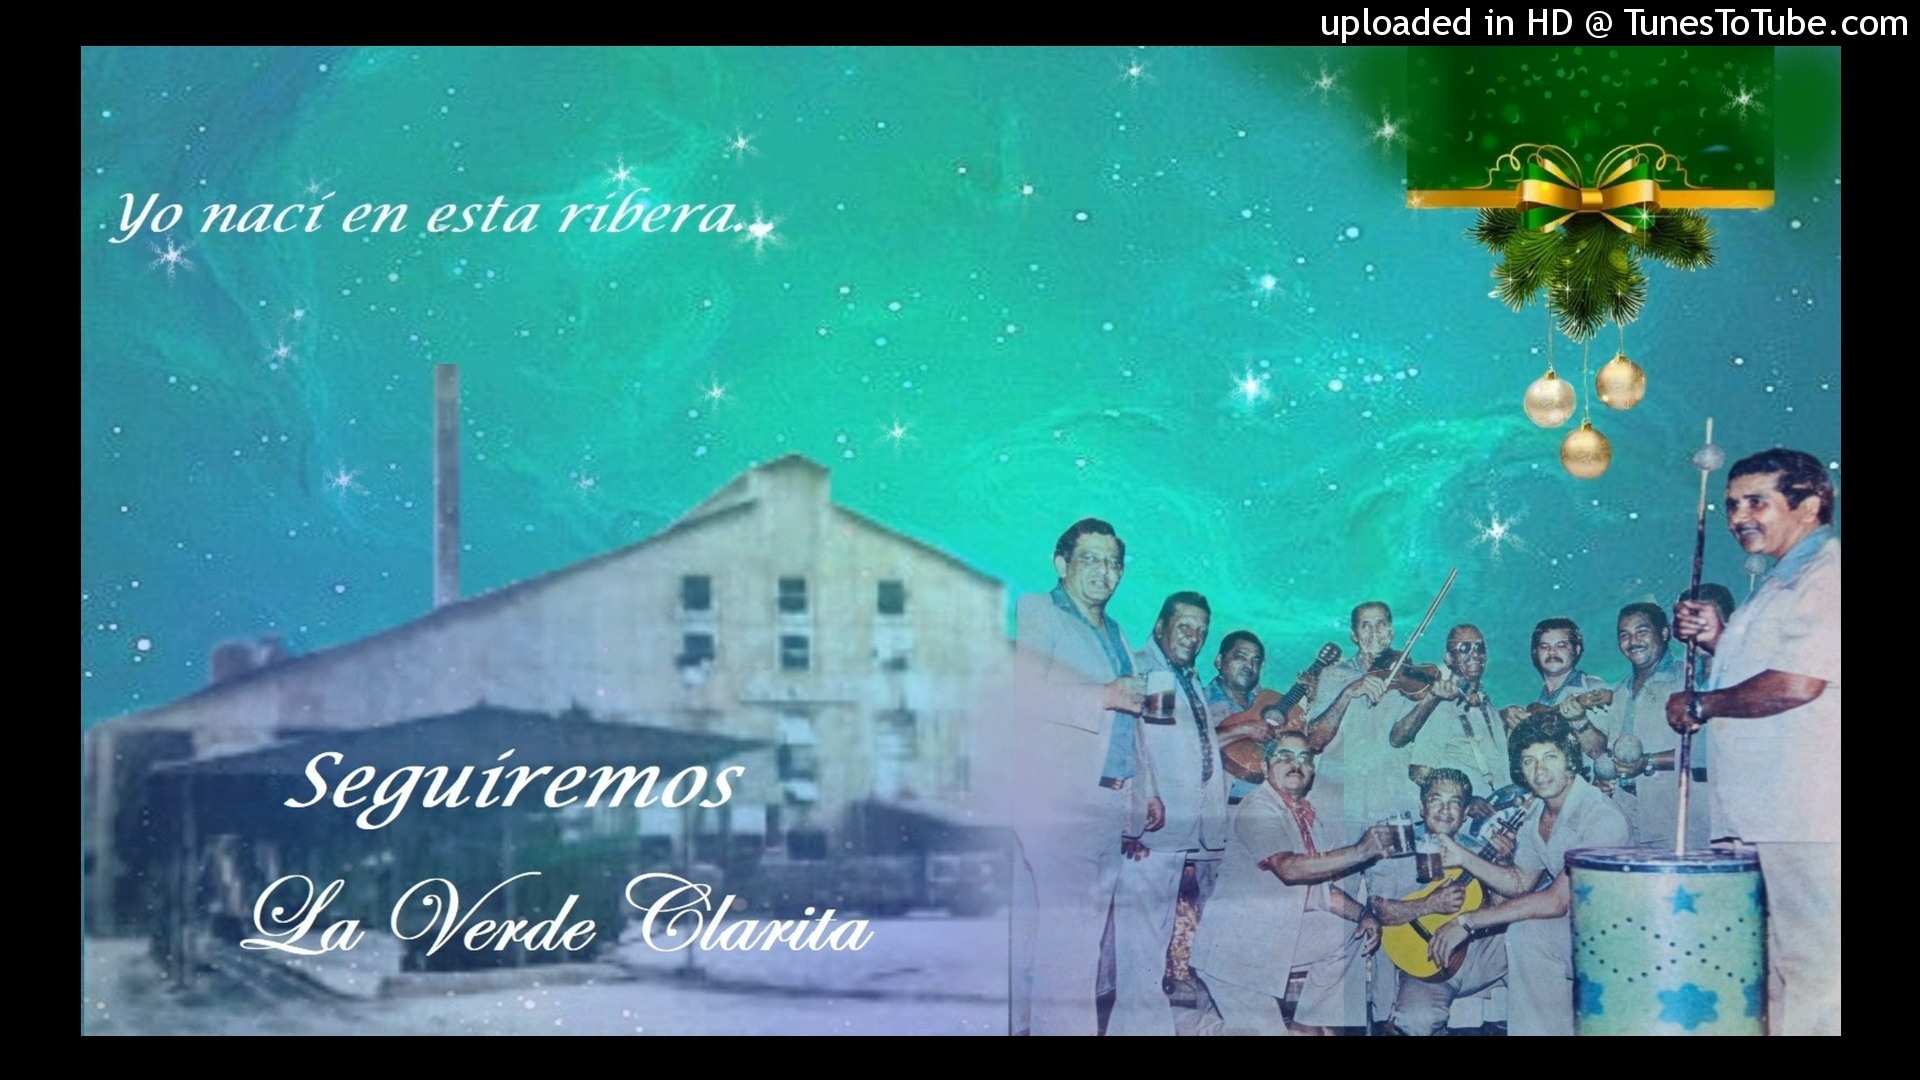 uploaded in HD @ TunesToTube.com
Yo nací en esta ribera...
Seguiremos
La Verde Clarita